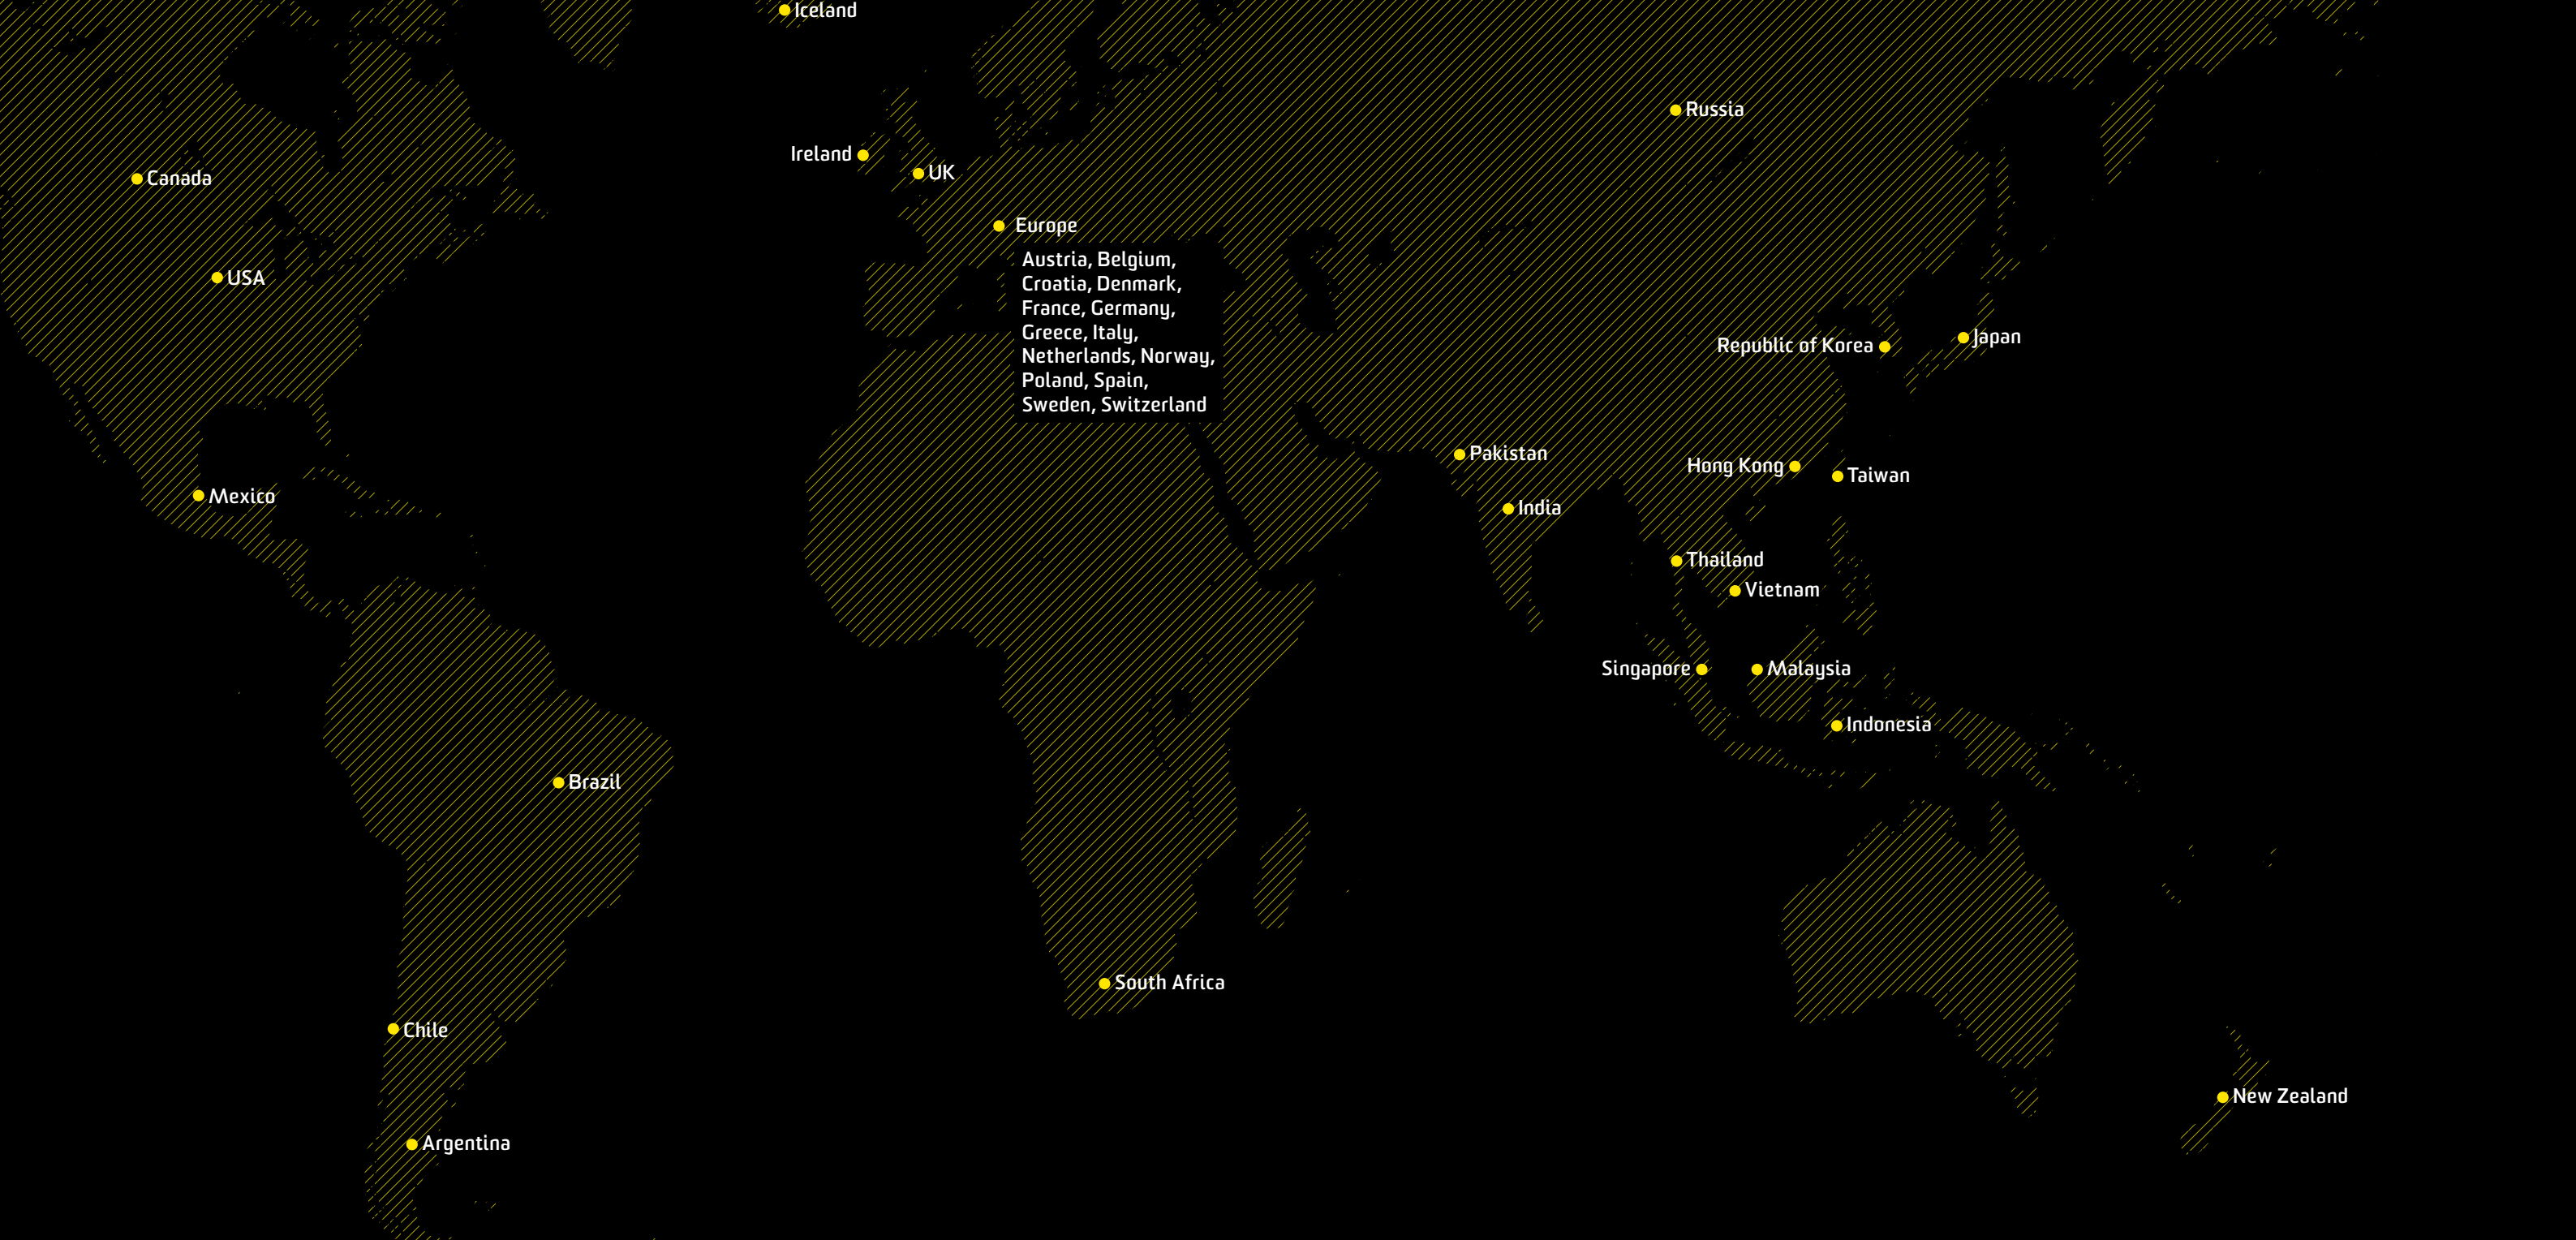 Iceland
Russia
Ireland
UK
Canada
Europe
Austria, Belgium,
Croatia, Denmark,
France, Germany,
Greece, Italy,
Netherlands, Norway,
Poland, Spain,
Sweden, Switzerland
USA
Japan
Republic of Korea
Pakistan
Hong Kong
Taiwan
Mexico
India
Thailand
Vietnam
Singapore
Malaysia
Indonesia
Brazil
South Africa
Chile
New Zealand
Argentina